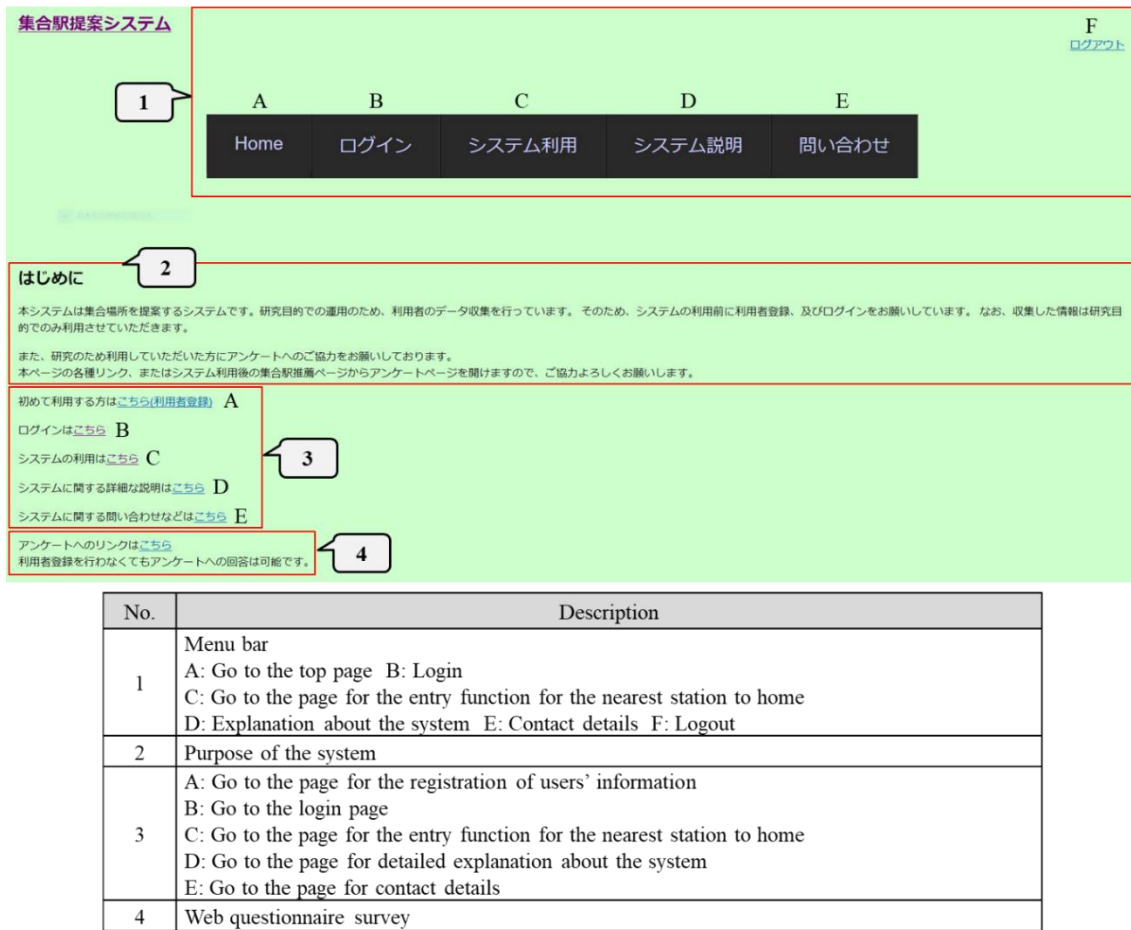 集合駅提案システム
F
ログアウト
1
A B C D E
Home ログイン システム利用 システム説明 問い合わせ
2
はじめに
本システムは集合場所を提案するシステムです。研究目的での運用のため、利用者のデータ収集を行っています。 そのため、システムの利用前に利用者登録、及びログインをお願いしています。 なお、収集した情報は研究目
的でのみ利用させていただきます。
また、研究のため利用していただいた方にアンケートへのご協力をお願いしております。
本ページの各種リンク、またはシステム利用後の集合駅推薦ページからアンケートページを開けますので、ご協力よろしくお願いします。
初めて利用する方はこちら(利用者登録) A
ログインはこちら B
システムの利用はこちら C
3
システムに関する詳細な説明はこちら D
システムに関する問い合わせなどはこちら E
アンケートへのリンクはこちら
利用者登録を行わなくてもアンケートへの回答は可能です。
4
No. Description
1
Menu bar
A: Go to the top page B: Login
C: Go to the page for the entry function for the nearest station to home
D: Explanation about the system E: Contact details F: Logout
2 Purpose of the system
3
A: Go to the page for the registration of users' information
B: Go to the login page
C: Go to the page for the entry function for the nearest station to home
D: Go to the page for detailed explanation about the system
E: Go to the page for contact details
4 Web questionnaire survey